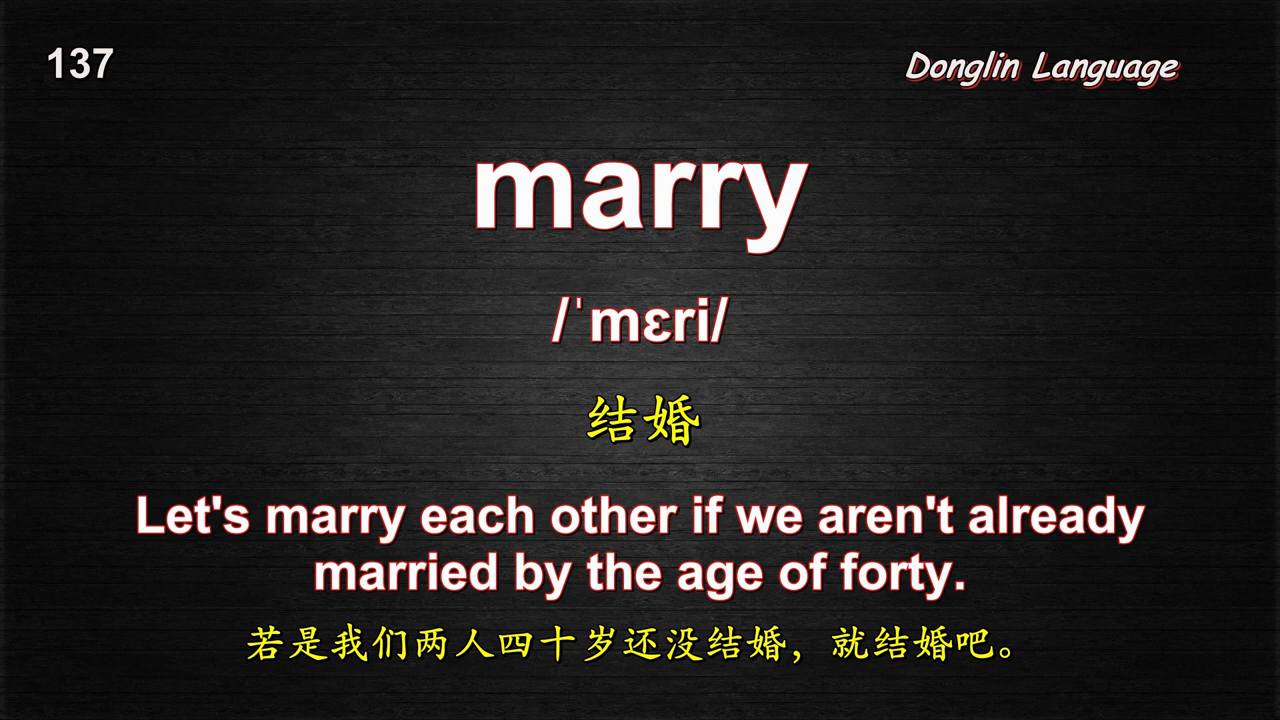 137
Donglin Language
marry
/ˈmɛri/
结婚
Let's marry each other if we aren't already
married by the age of forty.
若是我们两人四十岁还没结婚，就结婚吧。